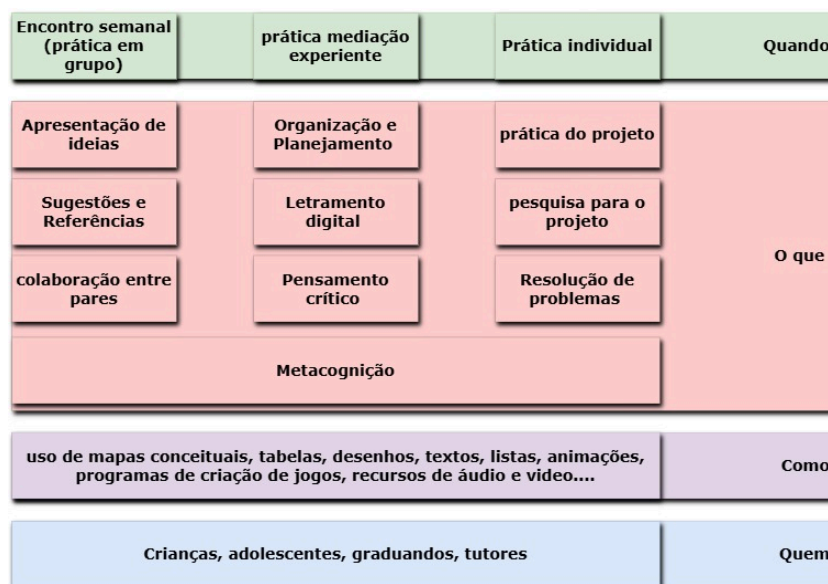 Encontro semanal
(prática em
grupo)
prática mediação
experiente
Prática individual
Quando
Apresentação de
ideias
Organização e
Planejamento
prática do projeto
Sugestões e
Referências
Letramento
digital
pesquisa para o
projeto
O que
colaboração entre
pares
Pensamento
crítico
Resolução de
problemas
Metacognição
uso de mapas conceituais, tabelas, desenhos, textos, listas, animações,
programas de criação de jogos, recursos de áudio e video....
Como
Crianças, adolescentes, graduandos, tutores
Quem